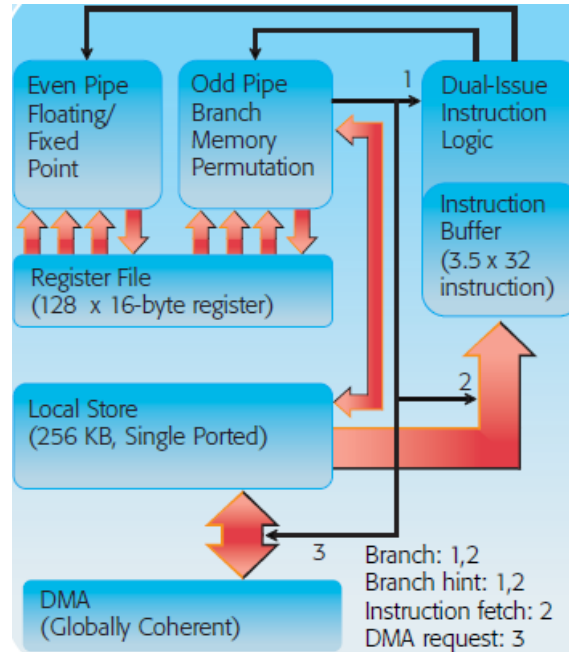 Even Pipe
Floating/
Fixed
Point
Odd Pipe
Branch
Memory
Permutation
1
Dual-Issue
Instruction
Logic
Instruction
Buffer
(3.5 x 32
instruction)
Register File
(128 x 16-byte register)
Local Store
(256 KB, Single Ported)
2
3
DMA
(Globally Coherent)
Branch: 1,2
Branch hint: 1,2
Instruction fetch: 2
DMA request: 3